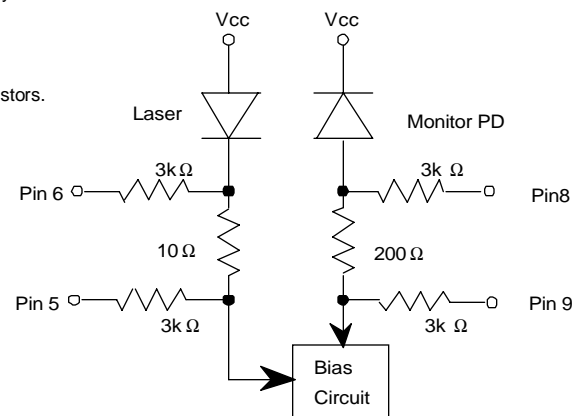 Vcc Vcc
stors.
Laser
Monitor PD
3k Ω 3k Ω
Pin 6 Pin8
10 Ω 200 Ω
Pin 5 Pin 9
3k Ω 3k Ω
Bias
Circuit